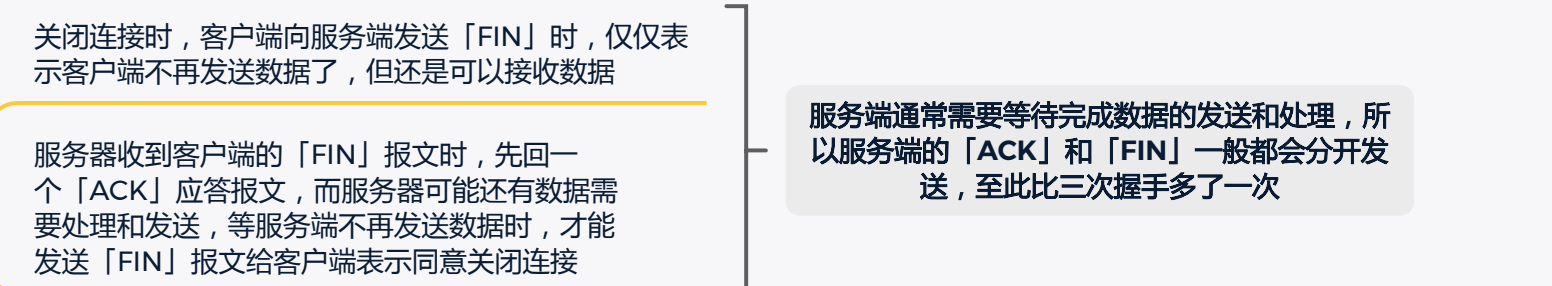 关闭连接时，客户端向服务端发送「FIN」时，仅仅表
示客户端不再发送数据了，但还是可以接收数据
服务器收到客户端的「FIN」报文时，先回一
个「ACK」应答报文，而服务器可能还有数据需
要处理和发送，等服务端不再发送数据时，才能
发送「FIN」报文给客户端表示同意关闭连接
服务端通常需要等待完成数据的发送和处理，所
以服务端的「ACK」和「FIN」一般都会分开发
送，至此比三次握手多了一次